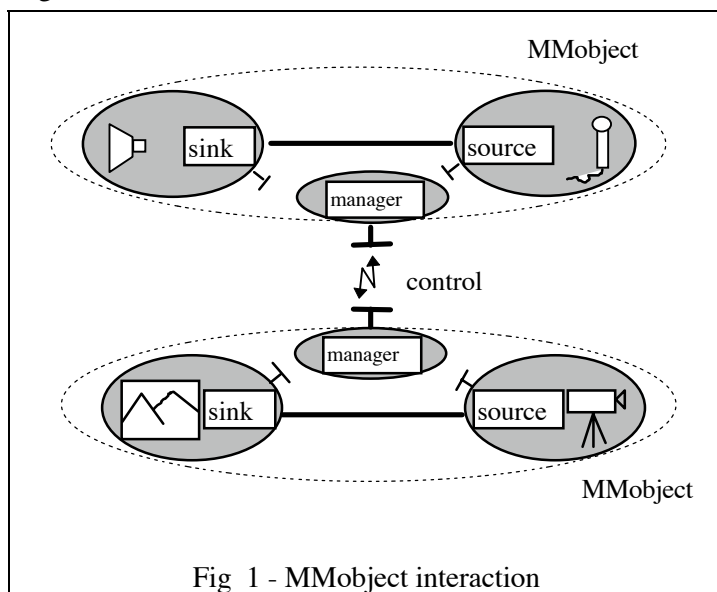 MMobject
sink
source
manager
control
manager
sink
source
MMobject
Fig 1 - MMobject interaction